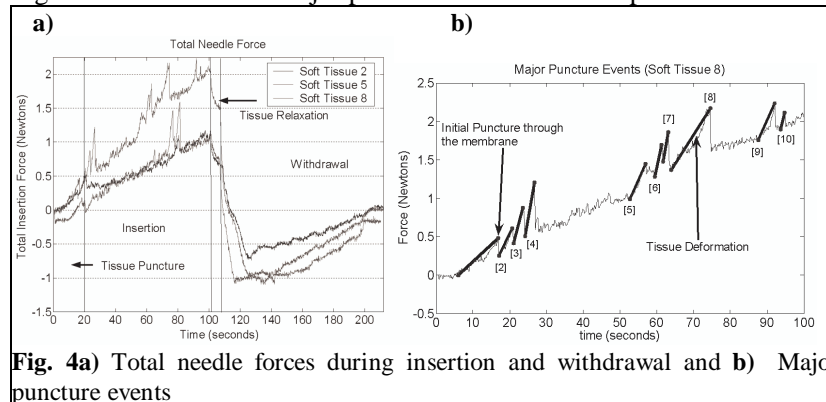 a)
b)
Total Needle Force
Total Insertion Force (Newtons)
2
1.5
1
0.5
0
-0.5
-1
-1.5
Soft Tissue 2
Soft Tissue 5
Soft Tissue 8
Tissue Relaxation
Withdrawal
Insertion
Tissue Puncture
0 20 40 60 80 100 120 140 160 180 200
Time (seconds)
Major Puncture Events (Soft Tissue 8)
Force (Newtons)
2.5
2
1.5
1
0.5
0
-0.5
Initial Puncture through
the membrane
[2]
[3]
[4]
[5]
[6]
[7]
[8]
[9]
[10]
Tissue Deformation
0 10 20 30 40 50 60 70 80 90 100
time (seconds)
Fig. 4a) Total needle forces during insertion and withdrawal and b) Major
puncture events